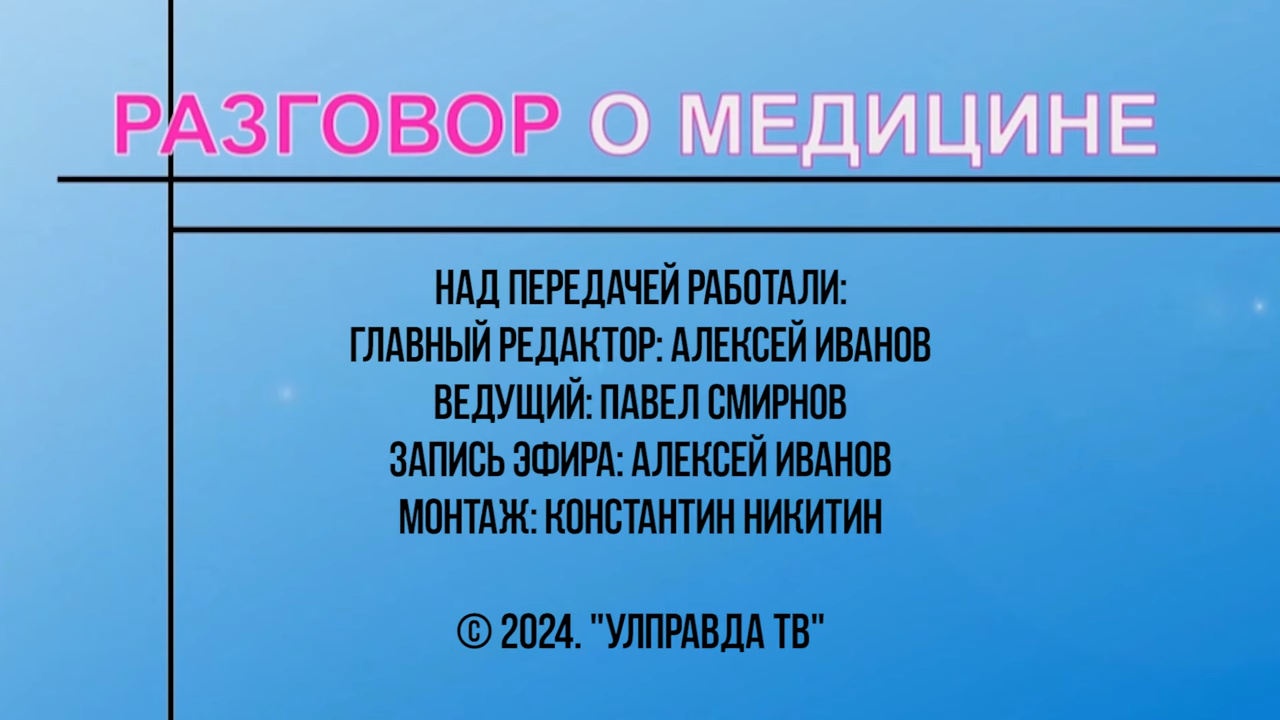 РАЗГОВОР О МЕДИЦИНЕ
НАД ПЕРЕДАЧЕЙ РАБОТАЛИ:
ГЛАВНЫЙ РЕДАКТОР: АЛЕКСЕЙ ИВАНОВ
ВЕДУЩИЙ: ПАВЕЛ СМИРНОВ
ЗАПИСЬ ЭФИРА: АЛЕКСЕЙ ИВАНОВ
МОНТАЖ: КОНСТАНТИН НИКИТИН
© 2024. "УЛПРАВДА ТВ"